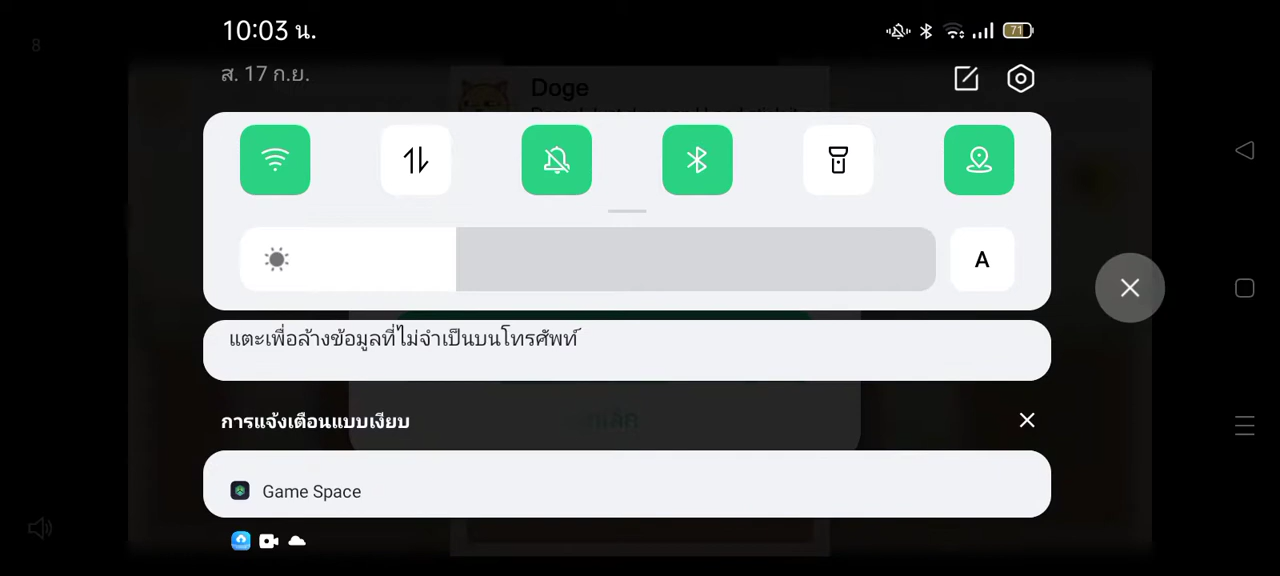 8
10:03 น.
71
ส. 17 ก.ย.
Doge
A
แตะเพื่อล้างข้อมูลที่ไม่จำเป็นบนโทรศัพท์
การแจ้งเตือนแบบเงียบ
Game Space